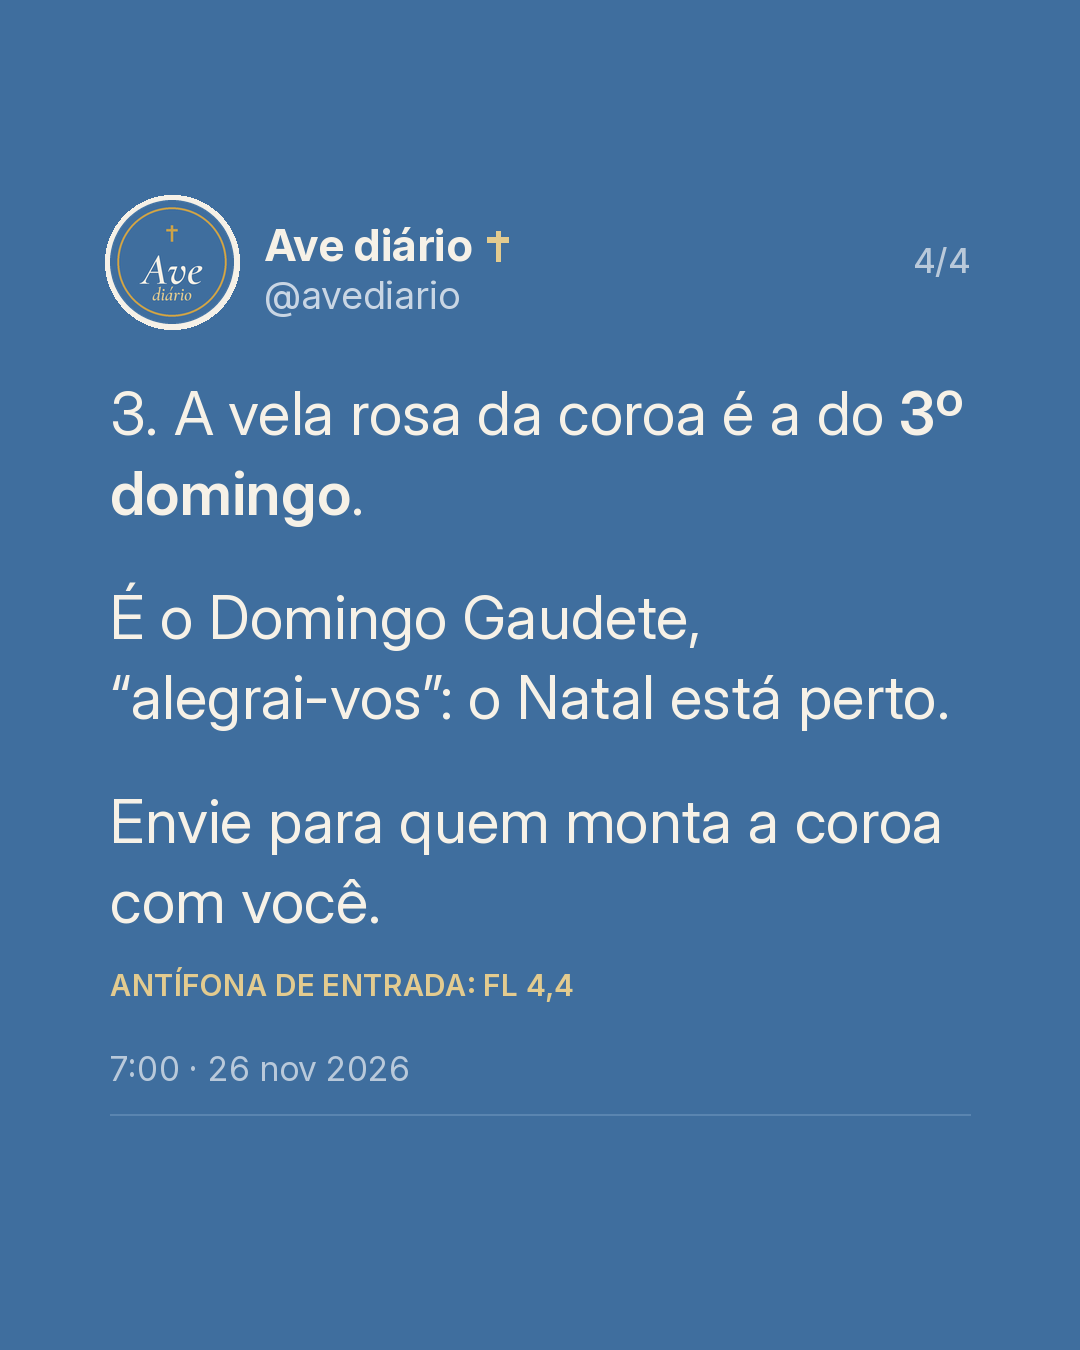 Ave
diário
Ave diário ✝
@avediario
4/4
3. A vela rosa da coroa é a do 3º
domingo.
É o Domingo Gaudete,
“alegrai-vos”: o Natal está perto.
Envie para quem monta a coroa
com você.
ANTÍFONA DE ENTRADA: FL 4,4
7:00 · 26 nov 2026